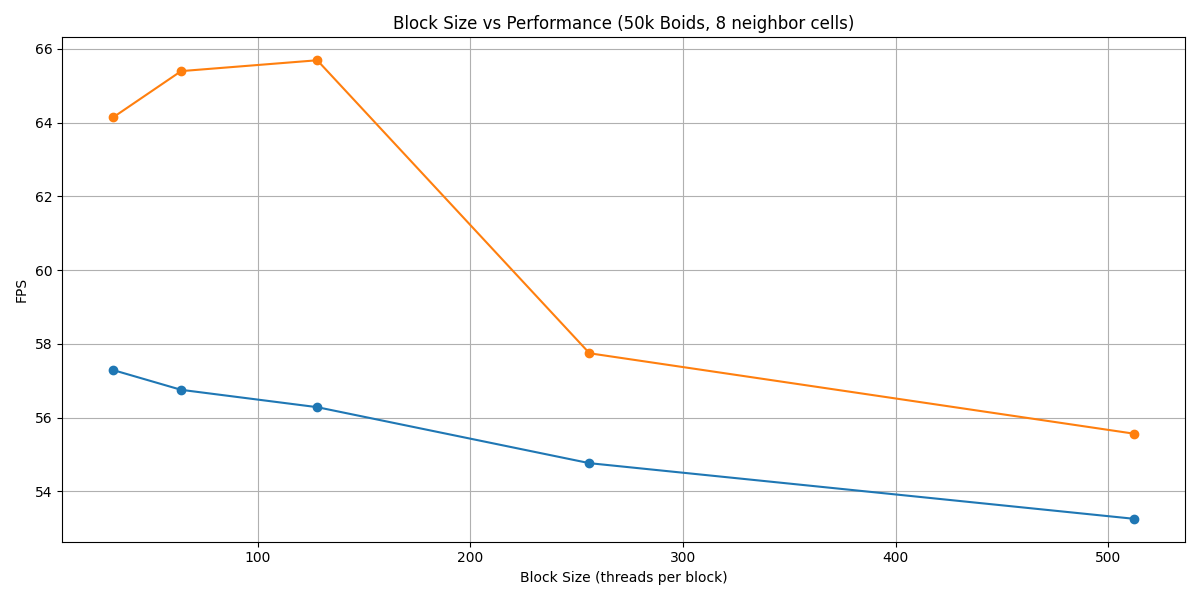 Block Size vs Performance (50k Boids, 8 neighbor cells)
66
64
62
60
58
56
54
FPS
100 200 300 400 500
Block Size (threads per block)